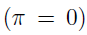 (π = 0)